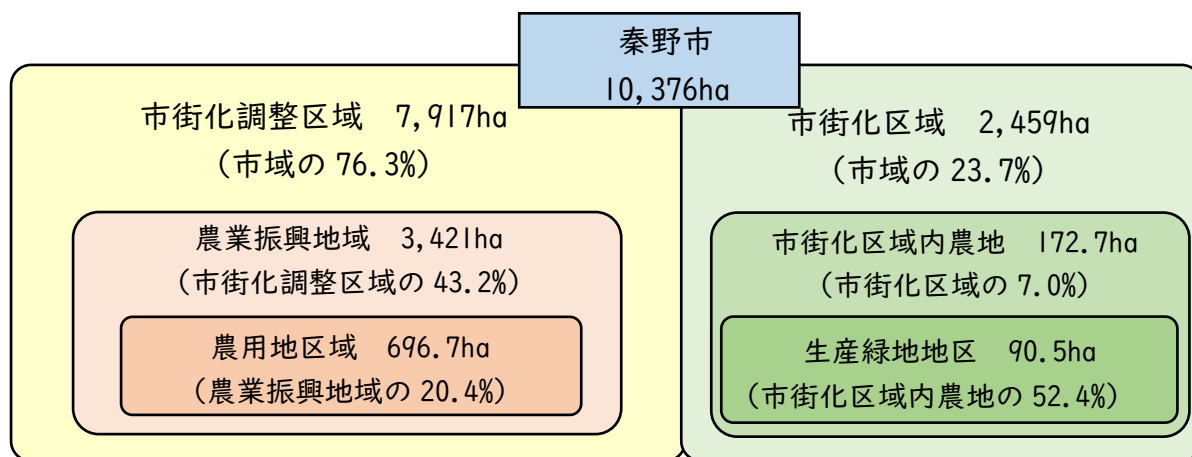 秦野市
10,376ha
市街化調整区域　7,917ha
(市域の 76.3%)
農業振興地域　3,421ha
(市街化調整区域の 43.2%)
農用地区域　696.7ha
(農業振興地域の 20.4%)
市街化区域　2,459ha
(市域の 23.7%)
市街化区域内農地　172.7ha
(市街化区域の 7.0%)
生産緑地地区　90.5ha
(市街化区域内農地の 52.4%)